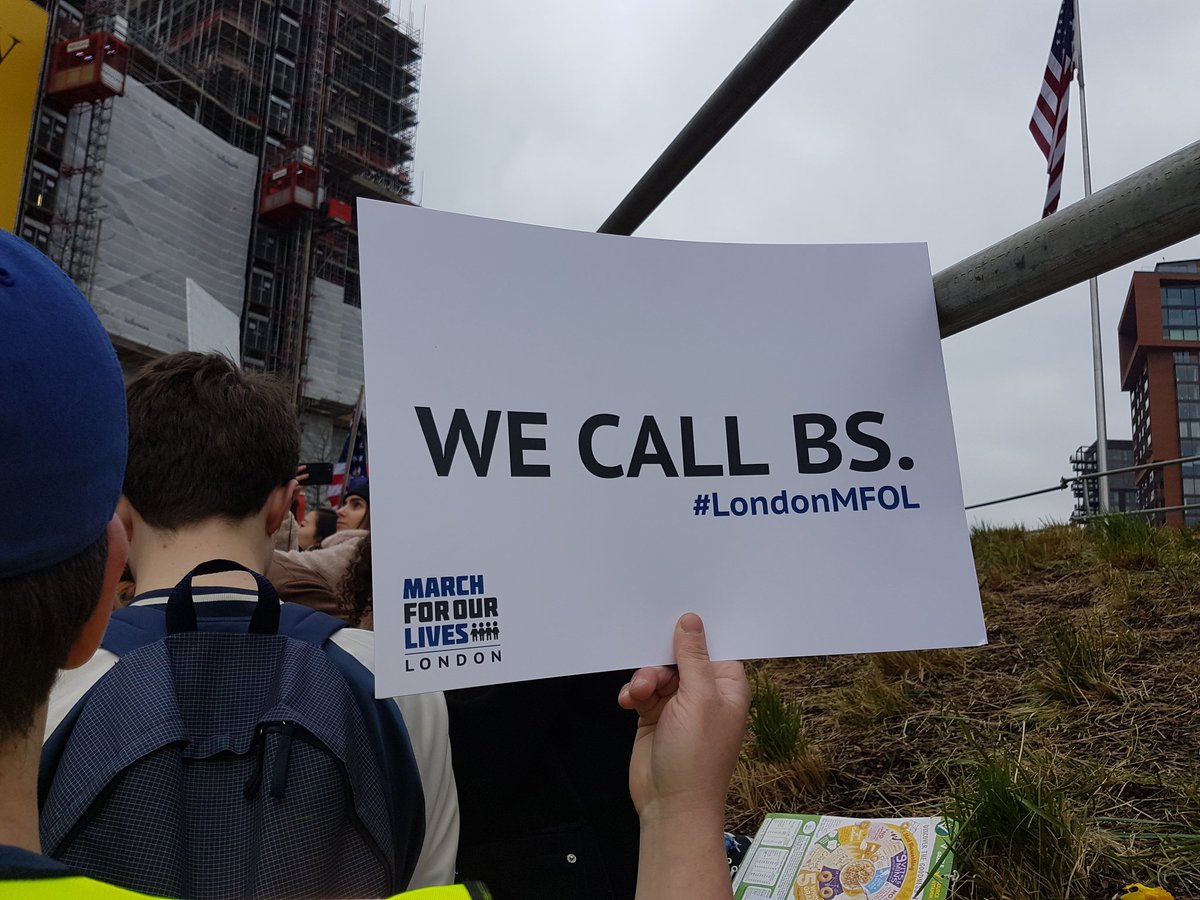 WE CALL BS.
#LondonMFOL
MARCH
FOR OUR
LIVES
LONDON